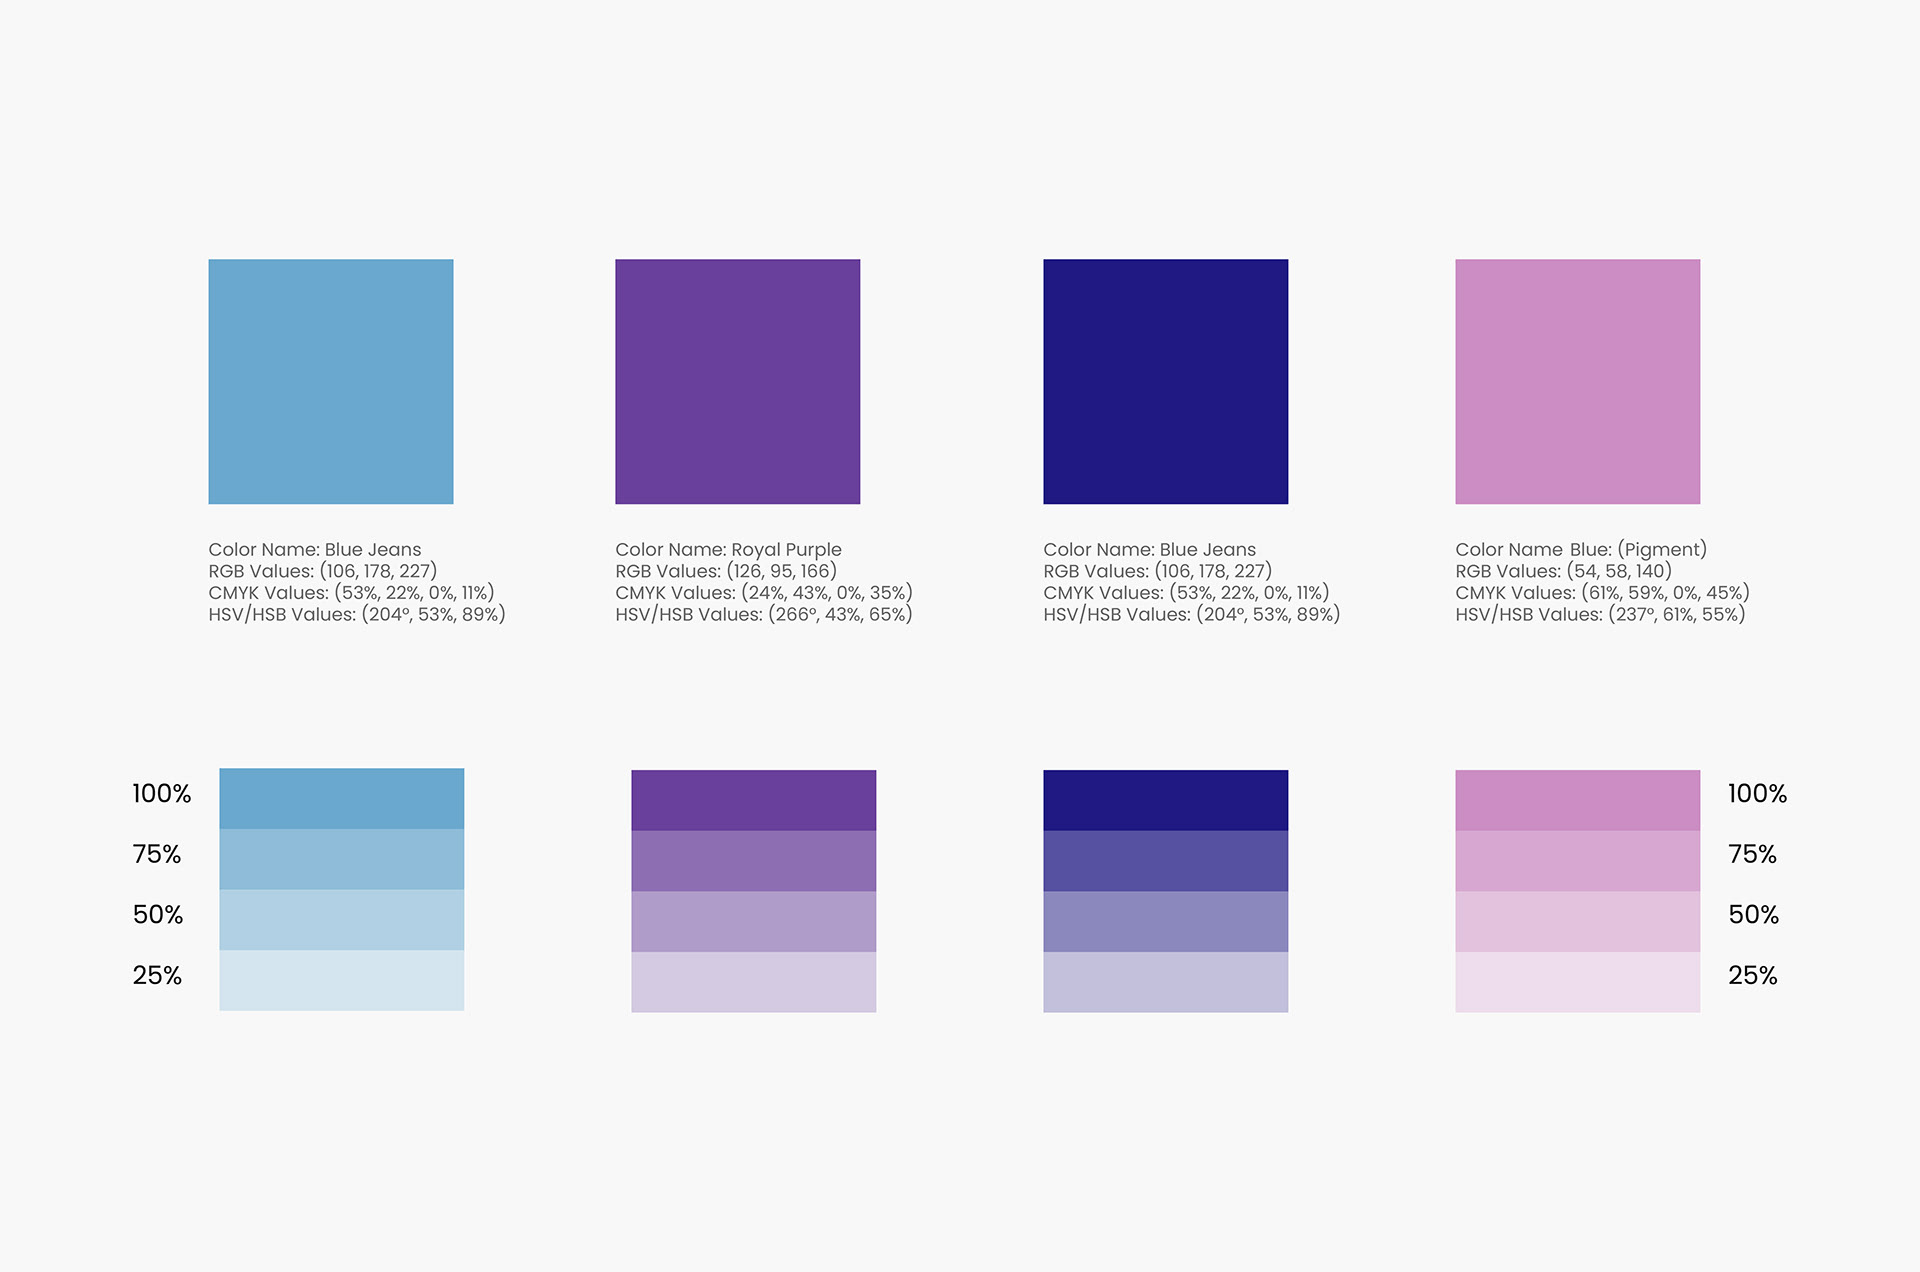 Color Name: Blue Jeans
RGB Values: (106, 178, 227)
CMYK Values: (53%, 22%, 0%, 11%)
HSV/HSB Values: (204º, 53%, 89%)
Color Name: Royal Purple
RGB Values: (126, 95, 166)
CMYK Values: (24%, 43%, 0%, 35%)
HSV/HSB Values: (266º, 43%, 65%)
Color Name: Blue Jeans
RGB Values: (106, 178, 227)
CMYK Values: (53%, 22%, 0%, 11%)
HSV/HSB Values: (204º, 53%, 89%)
Color Name Blue: (Pigment)
RGB Values: (54, 58, 140)
CMYK Values: (61%, 59%, 0%, 45%)
HSV/HSB Values: (237º, 61%, 55%)
100%
75%
50%
25%
100%
75%
50%
25%